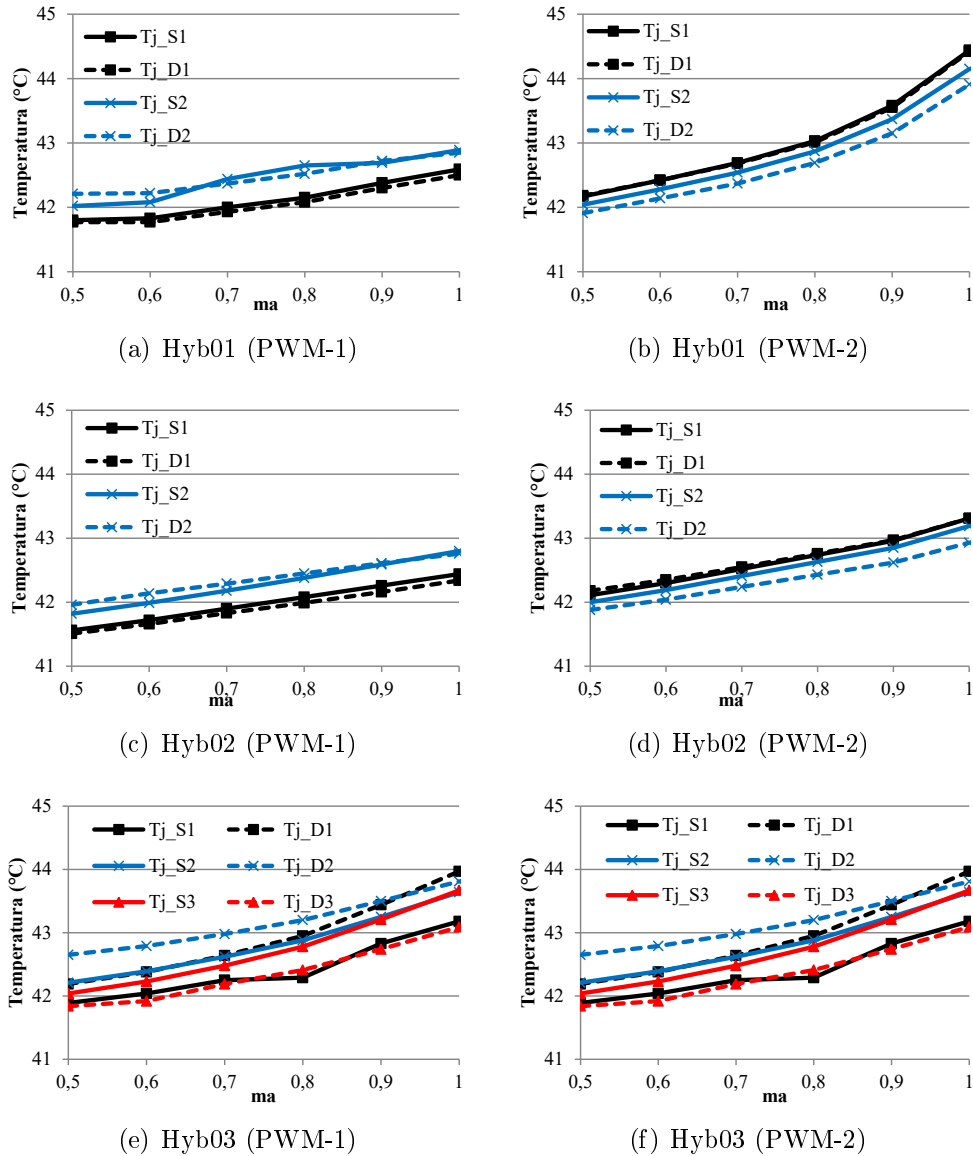 45
44
43
42
41
Temperatura (°C)
Tj_S1
Tj_D1
Tj_S2
Tj_D2
0,5 0,6 0,7 0,8 0,9 1
ma
(a) Hyb01 (PWM-1)
45
44
43
42
41
Temperatura (°C)
Tj_S1
Tj_D1
Tj_S2
Tj_D2
0,5 0,6 0,7 0,8 0,9 1
ma
(b) Hyb01 (PWM-2)
45
44
43
42
41
Temperatura (°C)
Tj_S1
Tj_D1
Tj_S2
Tj_D2
0,5 0,6 0,7 0,8 0,9 1
ma
(c) Hyb02 (PWM-1)
45
44
43
42
41
Temperatura (°C)
Tj_S1
Tj_D1
Tj_S2
Tj_D2
0,5 0,6 0,7 0,8 0,9 1
ma
(d) Hyb02 (PWM-2)
45
44
43
42
41
Temperatura (°C)
Tj_S1 Tj_D1
Tj_S2 Tj_D2
Tj_S3 Tj_D3
0,5 0,6 0,7 0,8 0,9 1
ma
(e) Hyb03 (PWM-1)
45
44
43
42
41
Temperatura (°C)
Tj_S1 Tj_D1
Tj_S2 Tj_D2
Tj_S3 Tj_D3
0,5 0,6 0,7 0,8 0,9 1
ma
(f) Hyb03 (PWM-2)